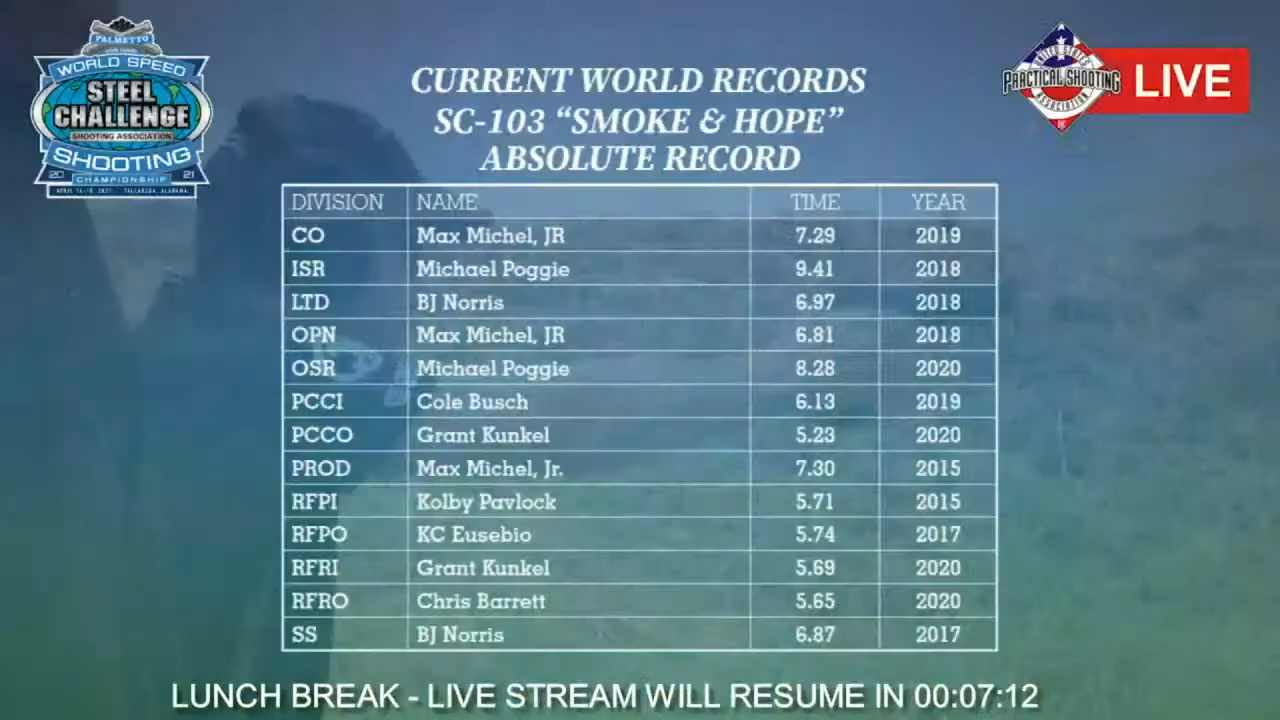 PALMETTO
WORLD SPEED
STEEL
CHALLENGE
SHOOTING ASSOCIATION
SHOOTING
20 21
CHAMPIONSHIP
CURRENT WORLD RECORDS
SC-103 “SMOKE & HOPE”
ABSOLUTE RECORD
UNITED STATES
PRACTICAL SHOOTING
ASSOCIATION
LIVE
DIVISION NAME TIME YEAR
CO Max Michel, JR 7.29 2019
ISR Michael Poggie 9.41 2018
LTD BJ Norris 6.97 2018
OPN Max Michel, JR 6.81 2018
OSR Michael Poggie 8.28 2020
PCCI Cole Busch 6.13 2019
PCCO Grant Kunkel 5.23 2020
PROD Max Michel, Jr. 7.30 2015
RFPI Kolby Pavlock 5.71 2015
RFPO KC Eusebio 5.74 2017
RFRI Grant Kunkel 5.69 2020
RFRO Chris Barrett 5.65 2020
SS BJ Norris 6.87 2017
LUNCH BREAK - LIVE STREAM WILL RESUME IN 00:07:12